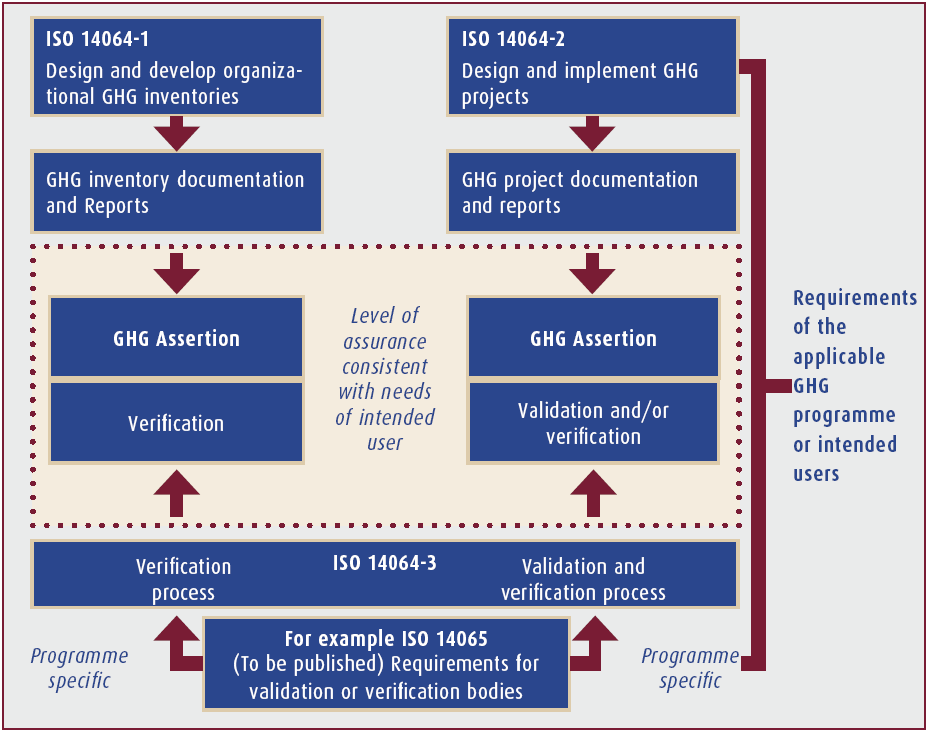 ISO 14064-1
Design and develop organiza-
tional GHG inventories
ISO 14064-2
Design and implement GHG
projects
GHG inventory documentation
and Reports
GHG project documentation
and reports
GHG Assertion
Verification
Level of
assurance
consistent
with needs
of intended
user
GHG Assertion
Validation and/or
verification
Requirements
of the
applicable
GHG
programme
or intended
users
Verification
process
ISO 14064-3
Validation and
verification process
Programme
specific
For example ISO 14065
(To be published) Requirements for
validation or verification bodies
Programme
specific